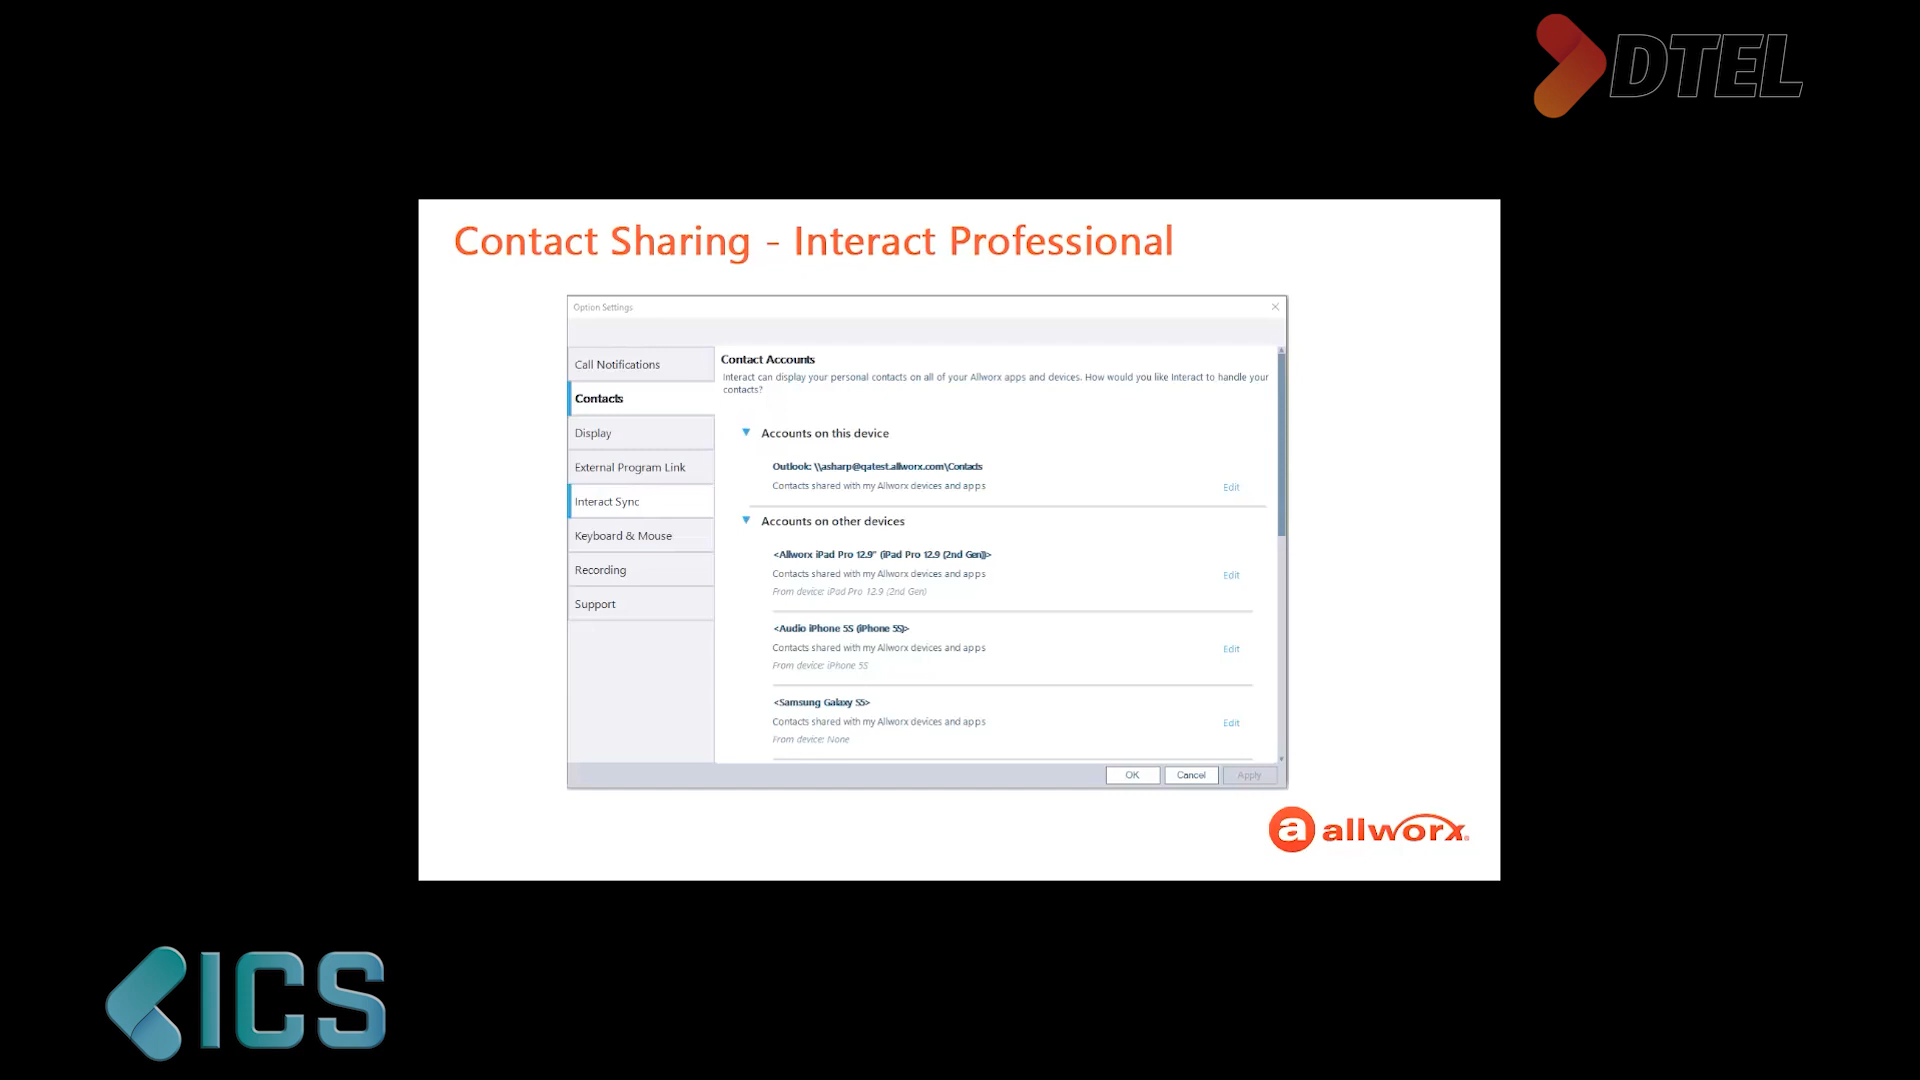 DTEL
Contact Sharing - Interact Professional
Option Settings
Call Notifications
Contacts
Display
External Program Link
Interact Sync
Keyboard & Mouse
Recording
Support
Contact Accounts
Interact can display your personal contacts on all of your Allworx apps and devices. How would you like Interact to handle your
contacts?
Accounts on this device
Outlook: \\asharp@qatest.allworx.com\Contacts
Contacts shared with my Allworx devices and apps
Edit
Accounts on other devices
<Allworx iPad Pro 12.9" (iPad Pro 12.9 (2nd Gen))>
Contacts shared with my Allworx devices and apps
Edit
From device: iPad Pro 12.9 (2nd Gen)
<Audio iPhone 5S (iPhone 5S)>
Contacts shared with my Allworx devices and apps
Edit
From device: iPhone 5S
<Samsung Galaxy S5>
Contacts shared with my Allworx devices and apps
Edit
From device: None
OK Cancel Apply
a allworx
ICS